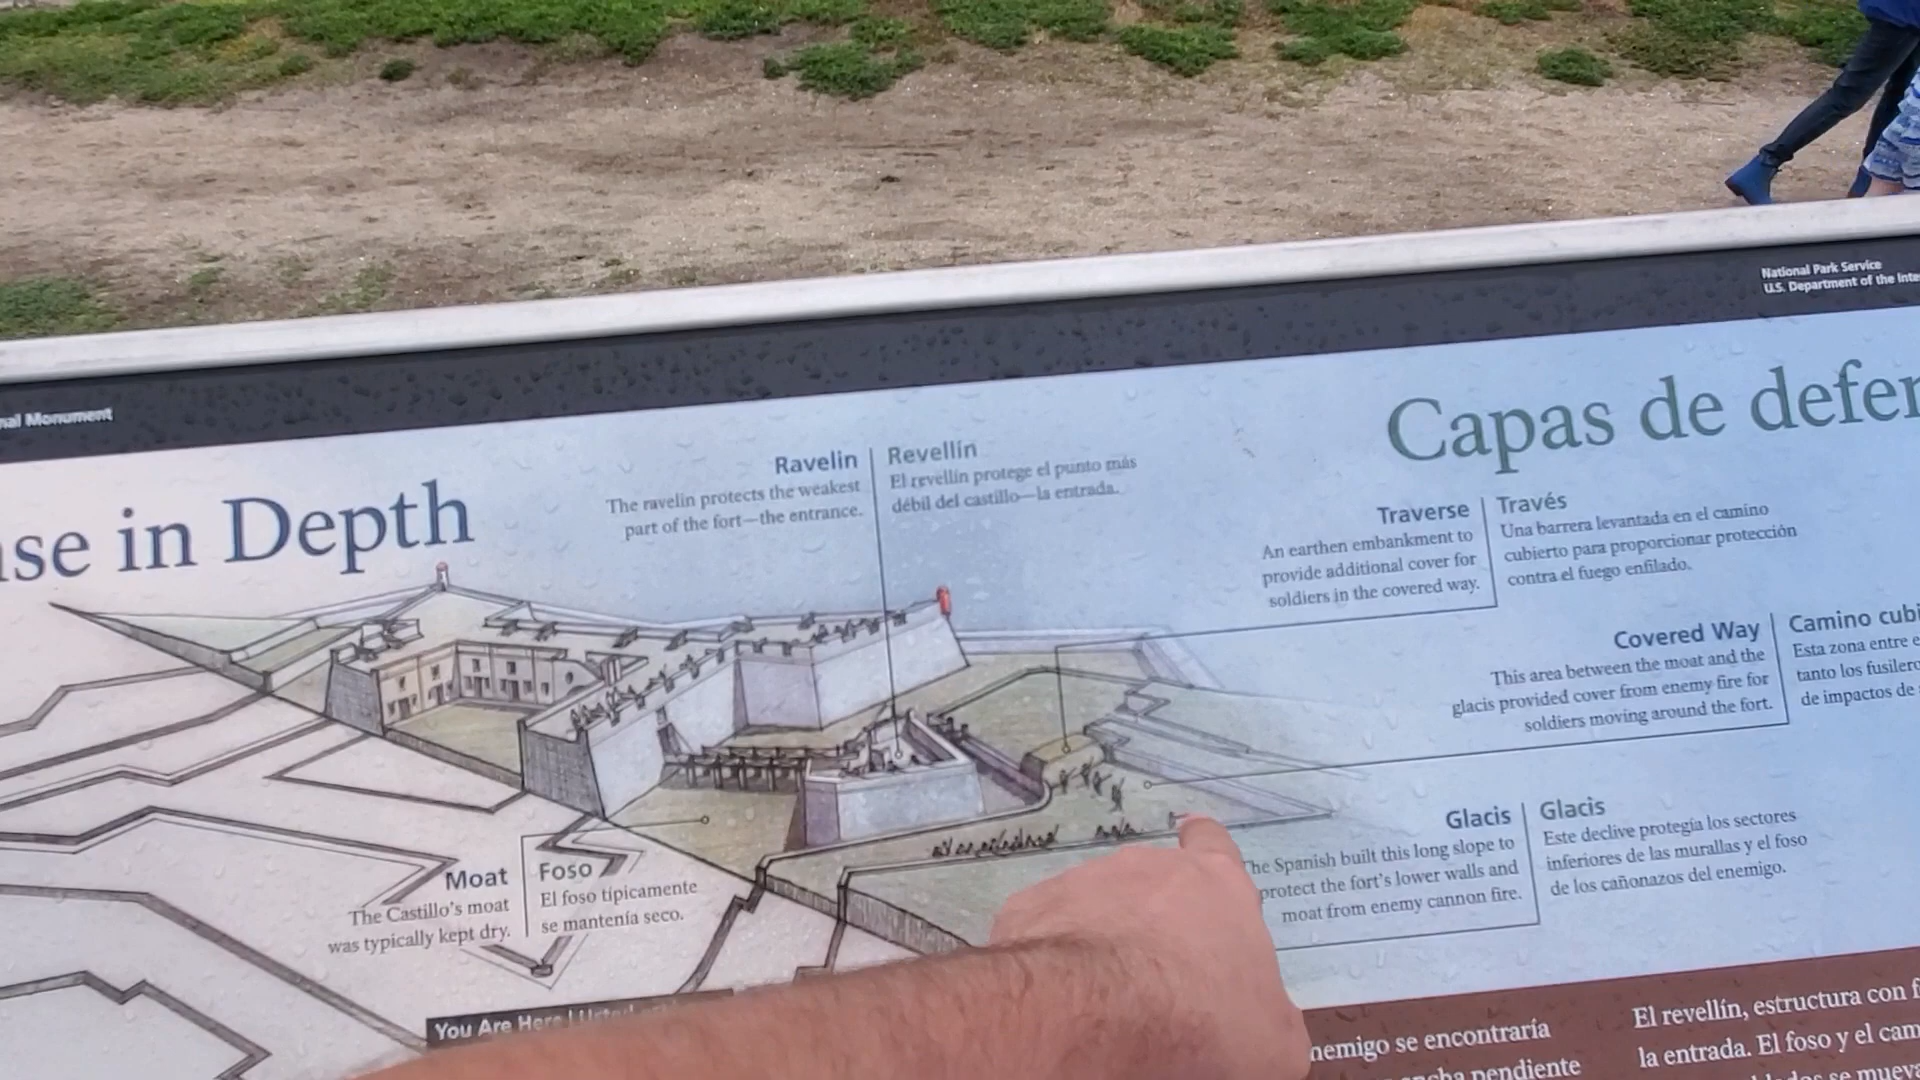 National Park Service
U.S. Department of the
Monument
in Depth
Capas de
Ravelin
The ravelin protects the weakest
part of the fort—the entrance.
Revellín
El revellín protege el punto más
débil del castillo—la entrada.
Traverse
An earthen embankment to
provide additional cover for
soldiers in the covered way.
Través
Una barrera levantada en el camino
cubierto para proporcionar protección
contra el fuego enfilado.
Covered Way
This area between the moat and the
glacis provided cover from enemy fire for
soldiers moving around the fort.
Camino
Esta zona entre
tanto los
de impactos de
Glacis
The Spanish built this long slope to
protect the fort's lower walls and
moat from enemy cannon fire.
Glacis
Este declive protegía los sectores
inferiores de las murallas y el foso
de los cañonazos del enemigo.
Moat
The Castillo's moat
was typically kept dry.
Foso
El foso típicamente
se mantenía seco.
You Are Here
se encontraría
pendiente
El revellín, estructura con
la entrada. El foso y el
se